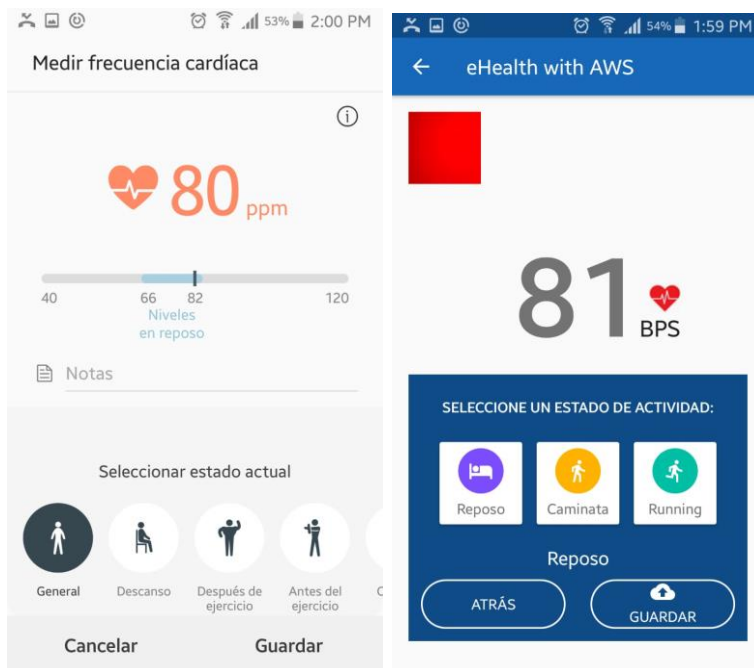 53% 2:00 PM
Medir frecuencia cardíaca
80 ppm
40 66 82 120
Niveles
en reposo
Notas
Seleccionar estado actual
General Descanso Después de ejercicio Antes del ejercicio C
Cancelar Guardar
54% 1:59 PM
eHealth with AWS
81 BPS
SELECCIONE UN ESTADO DE ACTIVIDAD:
Reposo Caminata Running
Reposo
ATRÁS GUARDAR